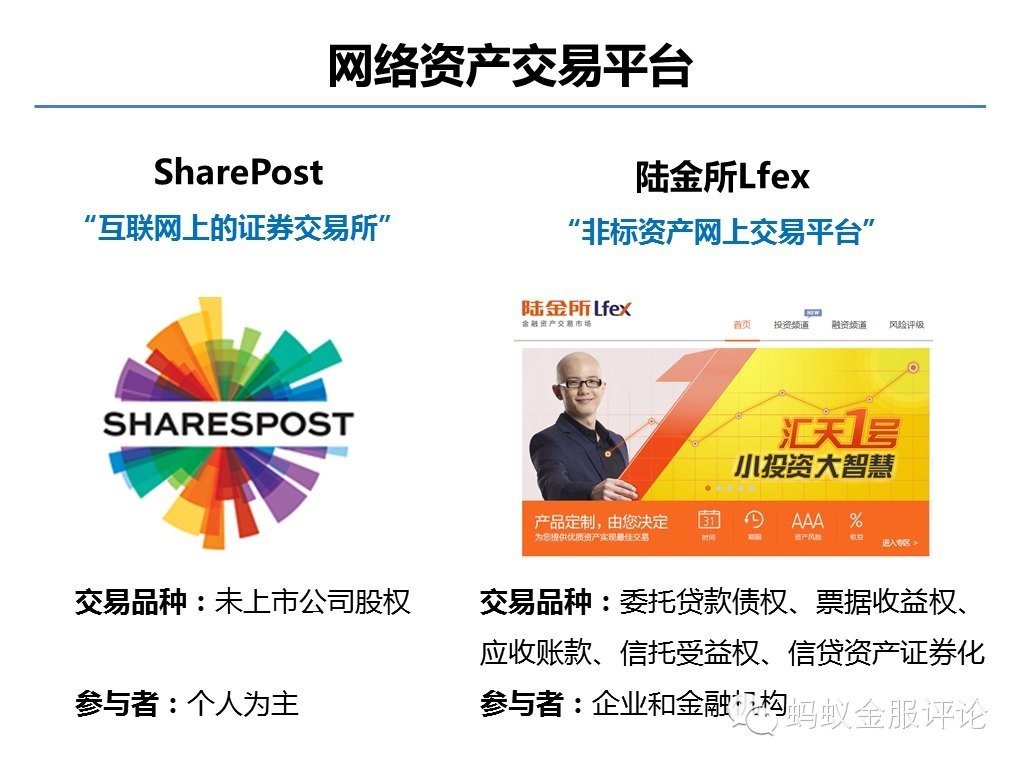 网络资产交易平台
SharePost
“互联网上的证券交易所”
SHARESPOST
交易品种：未上市公司股权
参与者：个人为主
陆金所Lfex
“非标资产网上交易平台”
陆金所Lfex
金融资产交易市场
首页 投资频道 NEW 融资频道 风险评级
汇天1号
小投资大智慧
产品定制，由您决定
为您提供优质资产实现最佳交易
31 AAA %
时间 期限 资产风险 收益
进入专区 >
交易品种：委托贷款债权、票据收益权、
应收账款、信托受益权、信贷资产证券化
参与者：企业和金融机构
蚂蚁金服评论